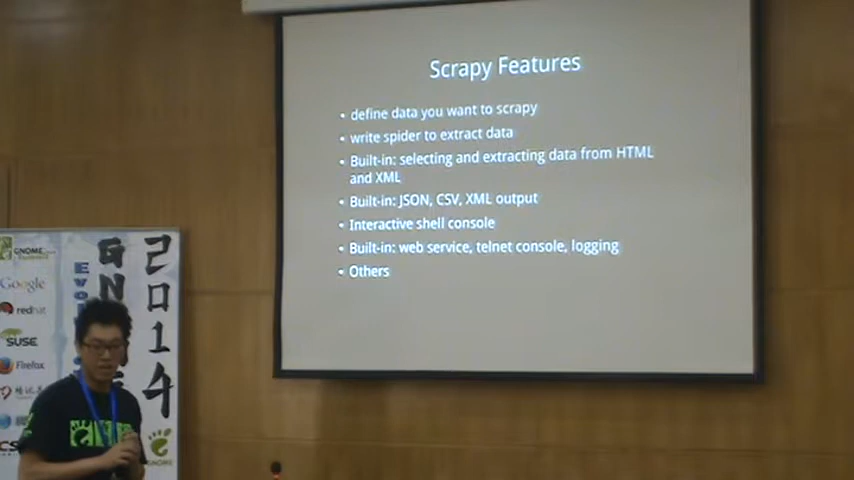 Scrapy Features
• define data you want to scrapy
• write spider to extract data
• Built-in: selecting and extracting data from HTML
and XML
• Built-in: JSON, CSV, XML output
• Interactive shell console
• Built-in: web service, telnet console, logging
• Others
GNOME
Google
redhat
SUSE
Firefox
2014
GNOME